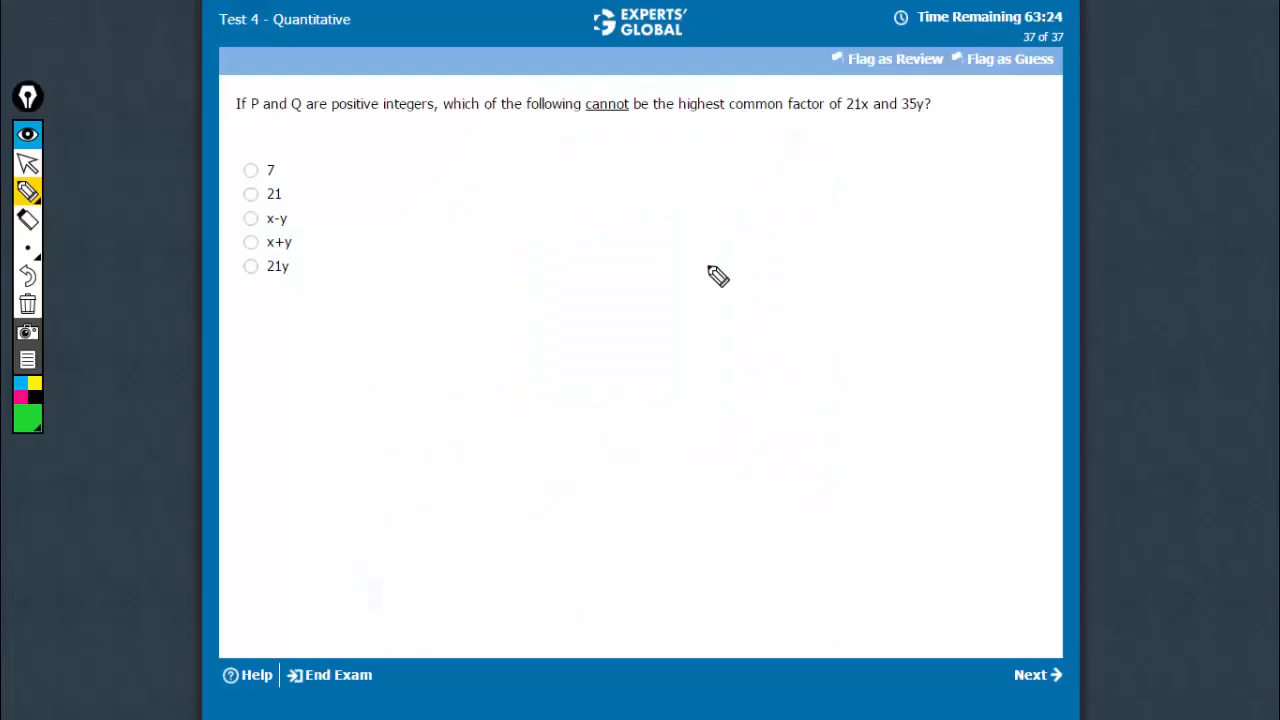 Test 4 - Quantitative
EXPERTS'
GLOBAL
Time Remaining 63:24
37 of 37
Flag as Review
Flag as Guess
If P and Q are positive integers, which of the following cannot be the highest common factor of 21x and 35y?
7
21
x-y
x+y
21y
Help
End Exam
Next